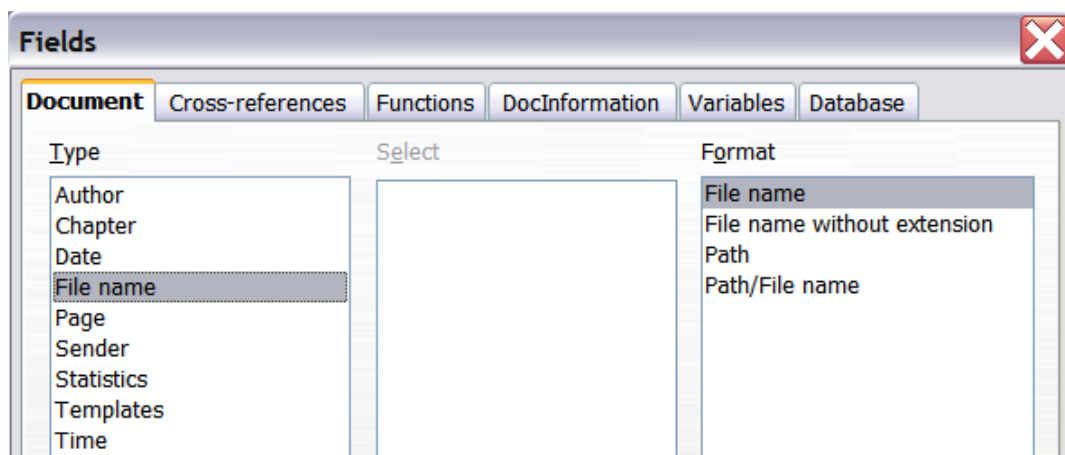 Fields
Document Cross-references Functions DocInformation Variables Database
Type
Author
Chapter
Date
File name
Page
Sender
Statistics
Templates
Time
Select
Format
File name
File name without extension
Path
Path/File name